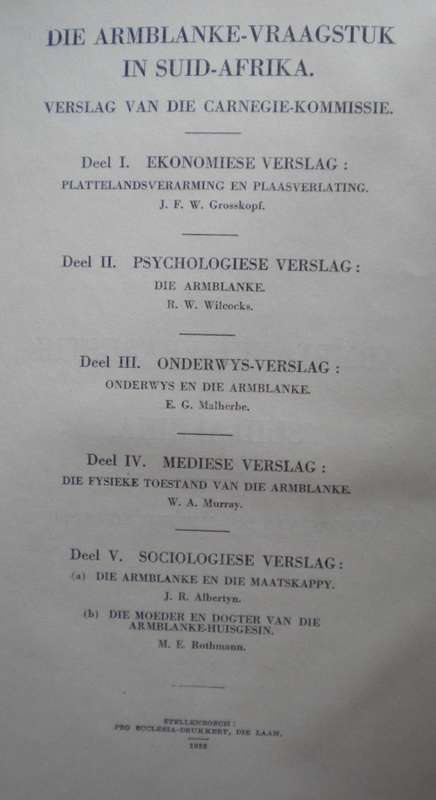 DIE ARMBLANKE-VRAAGSTUK
IN SUID-AFRIKA.
VERSLAG VAN DIE CARNEGIE-KOMMISSIE.
Deel I. EKONOMIESE VERSLAG :
PLATTELANDSVERARMING EN PLAASVERLATING.
J. F. W. Grosskopf.
Deel II. PSYCHOLOGIESE VERSLAG :
DIE ARMBLANKE.
R. W. Wilcocks.
Deel III. ONDERWYS-VERSLAG :
ONDERWYS EN DIE ARMBLANKE.
E. G. Malherbe.
Deel IV. MEDIESE VERSLAG :
DIE FYSIEKE TOESTAND VAN DIE ARMBLANKE.
W. A. Murray.
Deel V. SOCIOLOGIESE VERSLAG :
(a) DIE ARMBLANKE EN DIE MAATSKAPPY.
J. R. Albertyn.
(b) DIE MOEDER EN DOGTER VAN DIE
ARMBLANKE-HUISGESIN.
M. E. Rothmann.
STELLENBOSCH :
PRO ECCLESIA-DRUKKERY, DIE LAAN.